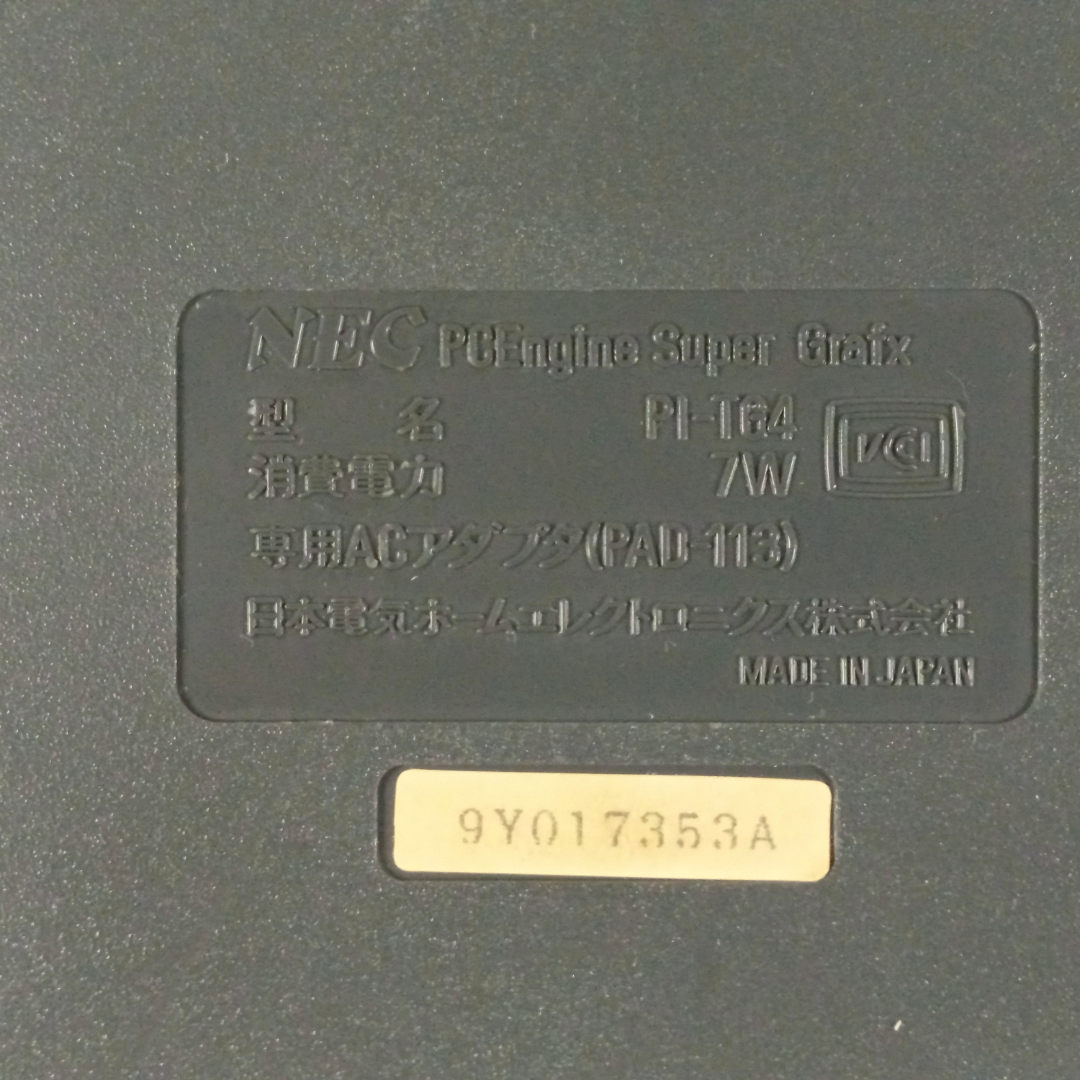 NEC PCEngine Super Grafx
型名 PI-TG4
消費電力 7W
VCCI
専用ACアダプタ(PAD-113)
日本電気ホームエレクトロニクス株式会社
MADE IN JAPAN
9Y017353A